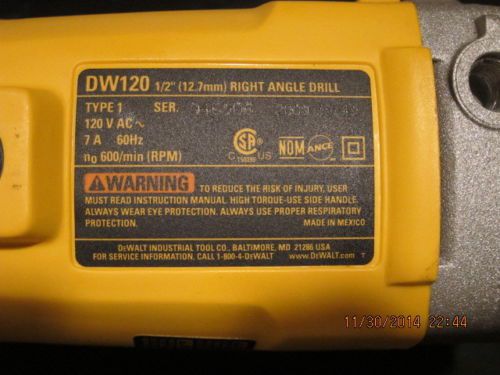 DW120 1/2" (12.7mm) RIGHT ANGLE DRILL
TYPE 1 SER.
120 V AC ~
7 A 60Hz
n0 600/min (RPM)
C US
NOM ANCE
WARNING TO REDUCE THE RISK OF INJURY, USER
MUST READ INSTRUCTION MANUAL. HIGH TORQUE-USE SIDE HANDLE.
ALWAYS WEAR EYE PROTECTION. ALWAYS USE PROPER RESPIRATORY
PROTECTION. MADE IN MEXICO
DEWALT INDUSTRIAL TOOL CO., BALTIMORE, MD 21286 USA
FOR SERVICE INFORMATION, CALL 1-800-4-DEWALT www.DEWALT.com T
11/30/2014 22:44